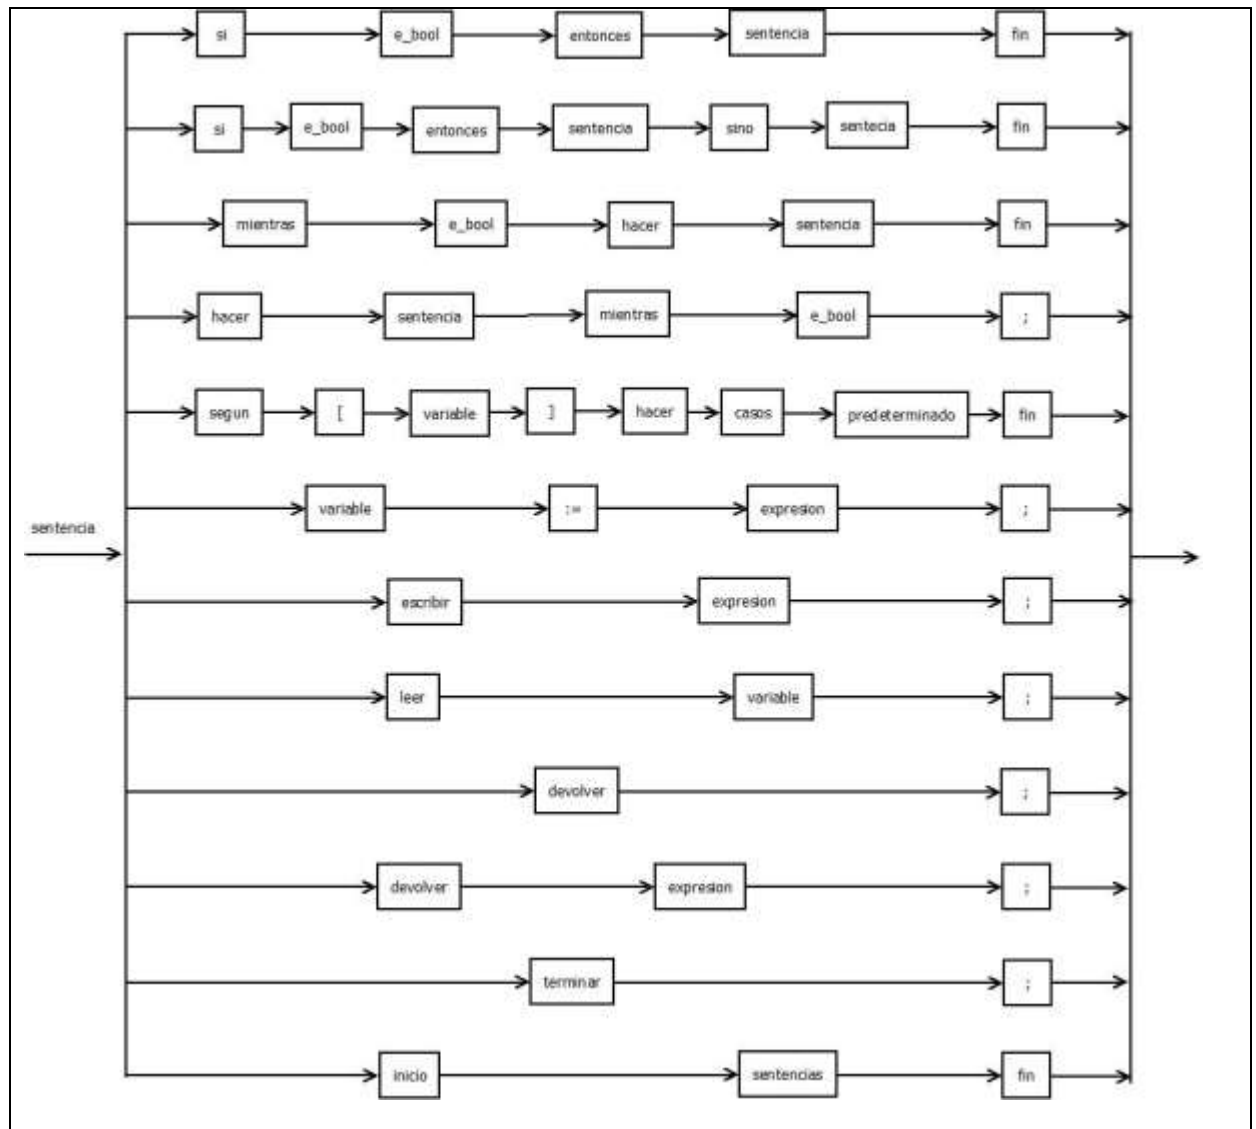 si e_bool entonces sentencia fin
si e_bool entonces sentencia sino sentecia fin
mientras e_bool hacer sentencia fin
hacer sentencia mientras e_bool ;
segun [ variable ] hacer casos predeterminado fin
variable := expresion ;
sentencia
escribir expresion ;
leer variable ;
devolver ;
devolver expresion ;
terminar ;
inicio sentencias fin